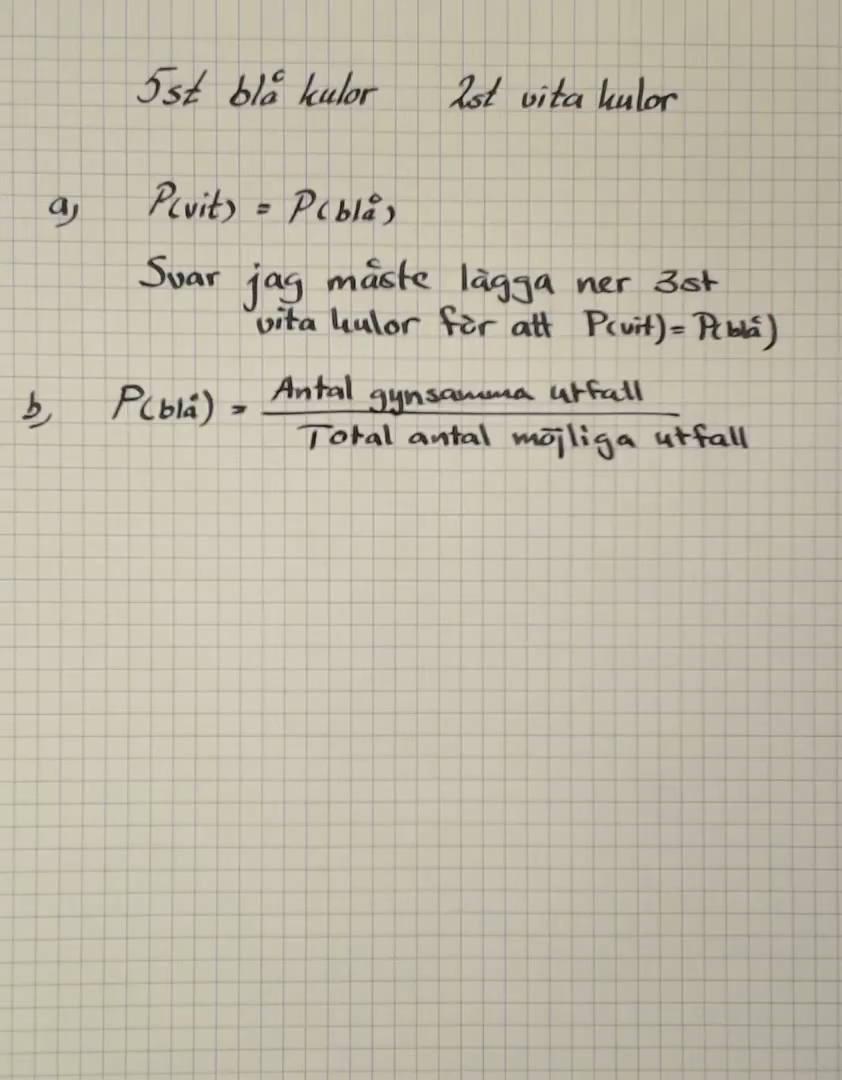 5st blå kulor 2st vita kulor
a) P(vit) = P(blå)
Svar jag måste lägga ner 3st
vita kulor för att P(vit) = P(blå)
b) P(blå) = Antal gynsamma utfall
Total antal möjliga utfall